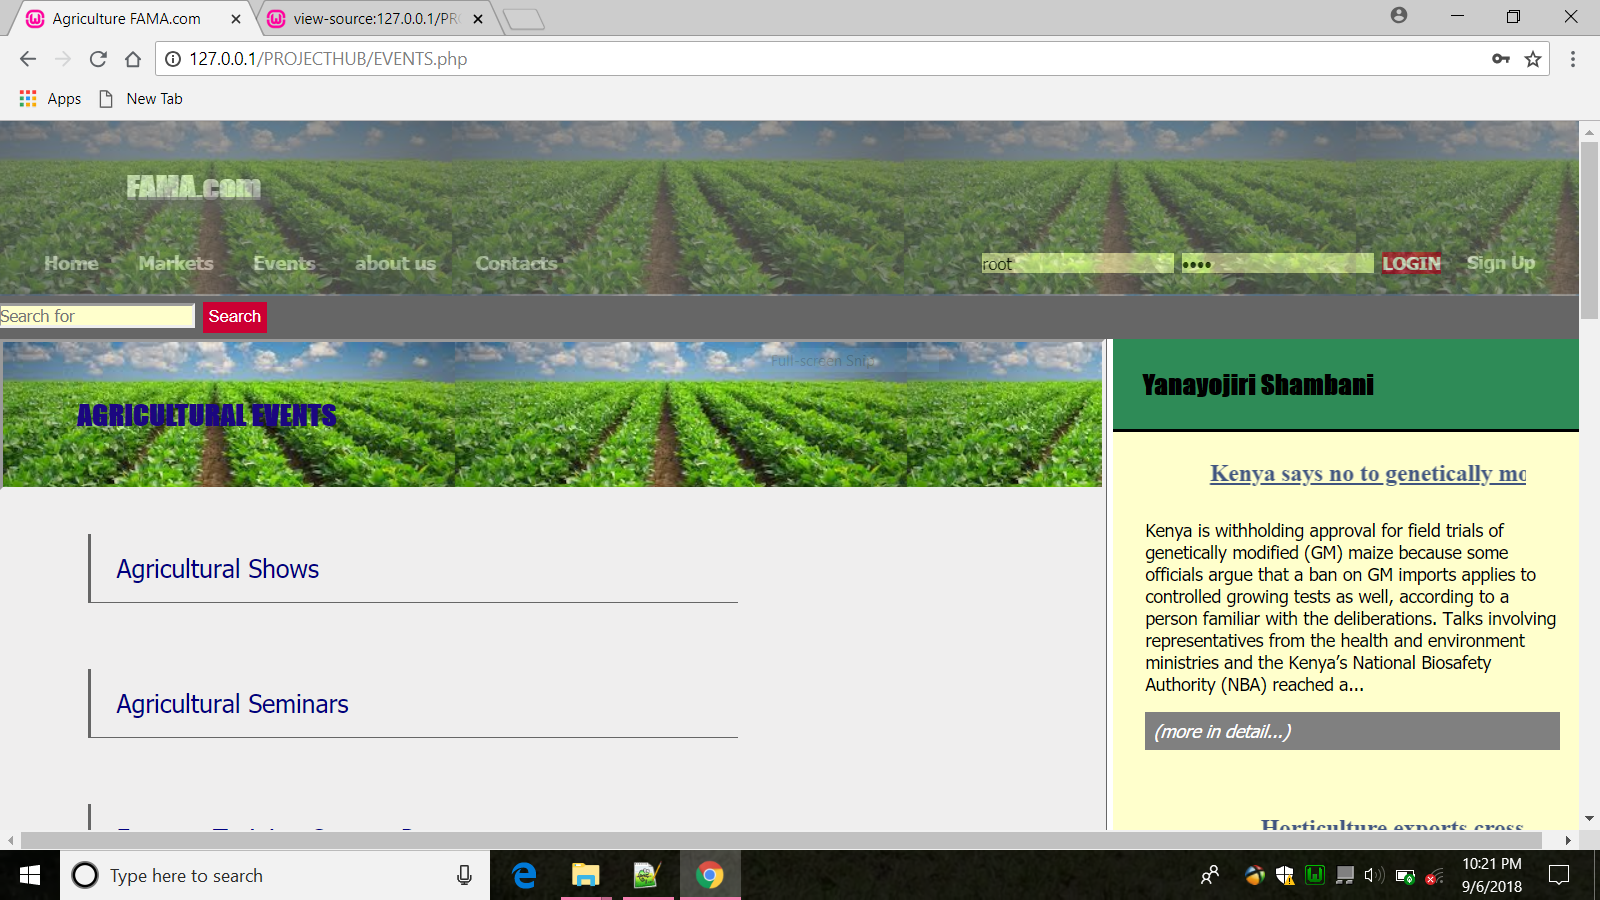 Agriculture FAMA.com
view-source:127.0.0.1/PR
127.0.0.1/PROJECTHUB/EVENTS.php
Apps
New Tab
FAMA.com
Home
Markets
Events
about us
Contacts
root
••••
LOGIN
Sign Up
Search for
Search
Full-screen Snip
AGRICULTURAL EVENTS
Agricultural Shows
Agricultural Seminars
Yanayojiri Shambani
Kenya says no to genetically mo
Kenya is withholding approval for field trials of
genetically modified (GM) maize because some
officials argue that a ban on GM imports applies to
controlled growing tests as well, according to a
person familiar with the deliberations. Talks involving
representatives from the health and environment
ministries and the Kenya’s National Biosafety
Authority (NBA) reached a...
(more in detail...)
Horticulture exports cross
Type here to search
10:21 PM
9/6/2018